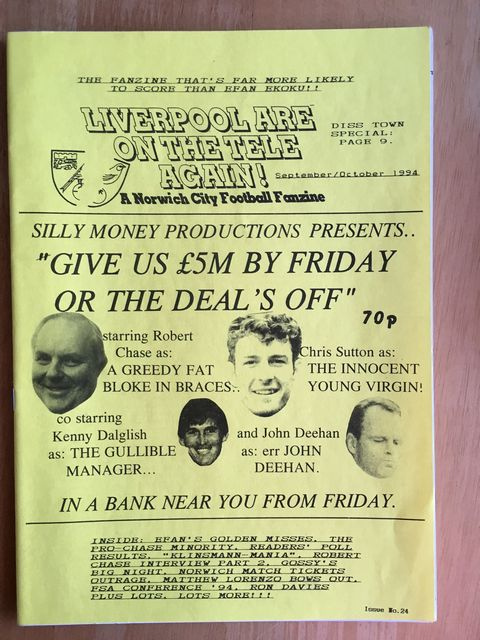 THE FANZINE THAT'S FAR MORE LIKELY
TO SCORE THAN EFAN EKOKU!!
LIVERPOOL ARE
ON THE TELE
AGAIN!
DISS TOWN
SPECIAL:
PAGE 9.
September/October 1994
A Norwich City Football Fanzine
SILLY MONEY PRODUCTIONS PRESENTS..
"GIVE US £5M BY FRIDAY
OR THE DEAL'S OFF"
70p
starring Robert
Chase as:
A GREEDY FAT
BLOKE IN BRACES..
Chris Sutton as:
THE INNOCENT
YOUNG VIRGIN!
co starring
Kenny Dalglish
as: THE GULLIBLE
MANAGER...
and John Deehan
as: err JOHN
DEEHAN.
IN A BANK NEAR YOU FROM FRIDAY.
INSIDE: EFAN'S GOLDEN MISSES. THE
PRO-CHASE MINORITY. READERS' POLL
RESULTS. "KLINSMANN-MANIA". ROBERT
CHASE INTERVIEW PART 2. GOSSY'S
BIG NIGHT. NORWICH MATCH TICKETS
OUTRAGE. MATTHEW LORENZO BOWS OUT.
FSA CONFERENCE '94. RON DAVIES
PLUS LOTS, LOTS MORE!!!
Issue No.24